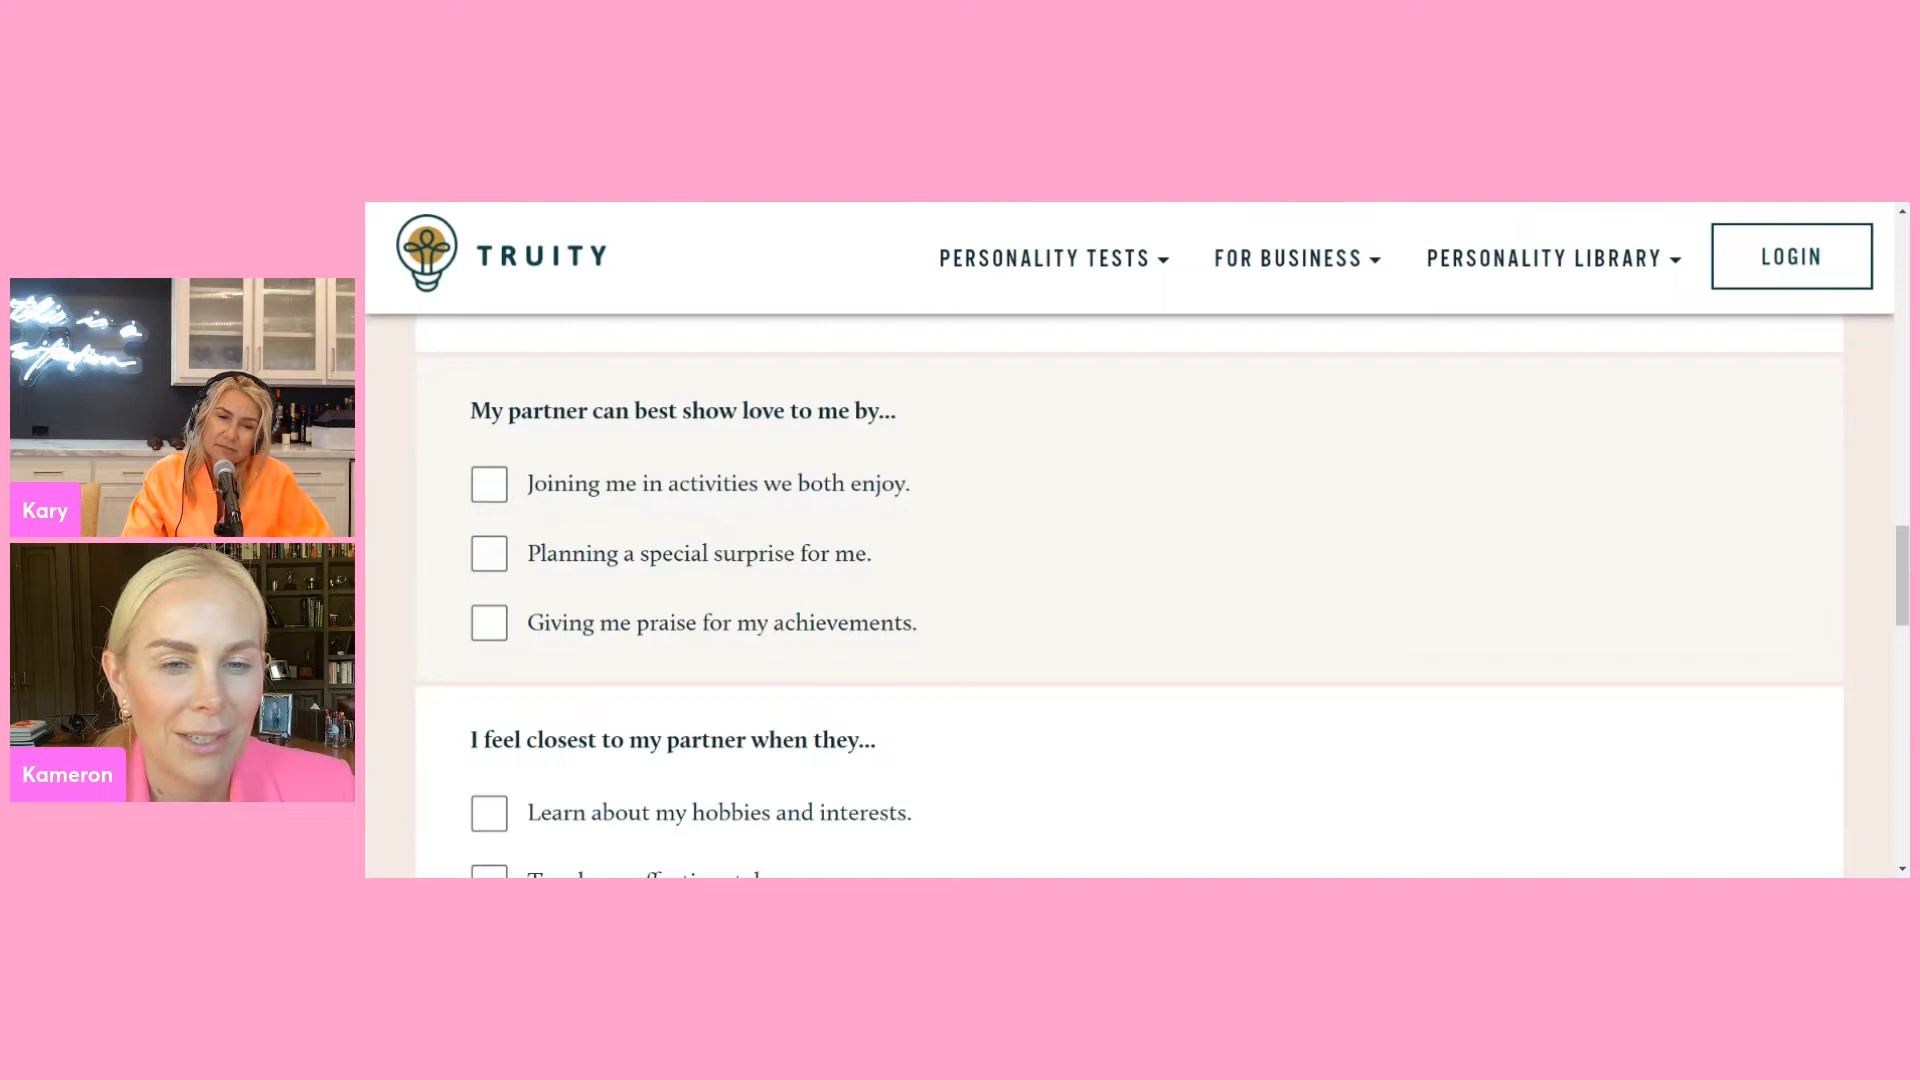 TRUITY
PERSONALITY TESTS
FOR BUSINESS
PERSONALITY LIBRARY
LOGIN
this is a
Kary
Kameron
My partner can best show love to me by...
Joining me in activities we both enjoy.
Planning a special surprise for me.
Giving me praise for my achievements.
I feel closest to my partner when they...
Learn about my hobbies and interests.